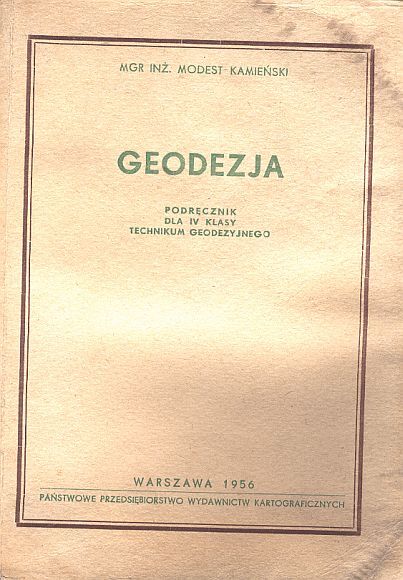 MGR INŻ. MODEST KAMIEŃSKI
GEODEZJA
PODRĘCZNIK
DLA IV KLASY
TECHNIKUM GEODEZYJNEGO
WARSZAWA 1956
PAŃSTWOWE PRZEDSIĘBIORSTWO WYDAWNICTW KARTOGRAFICZNYCH